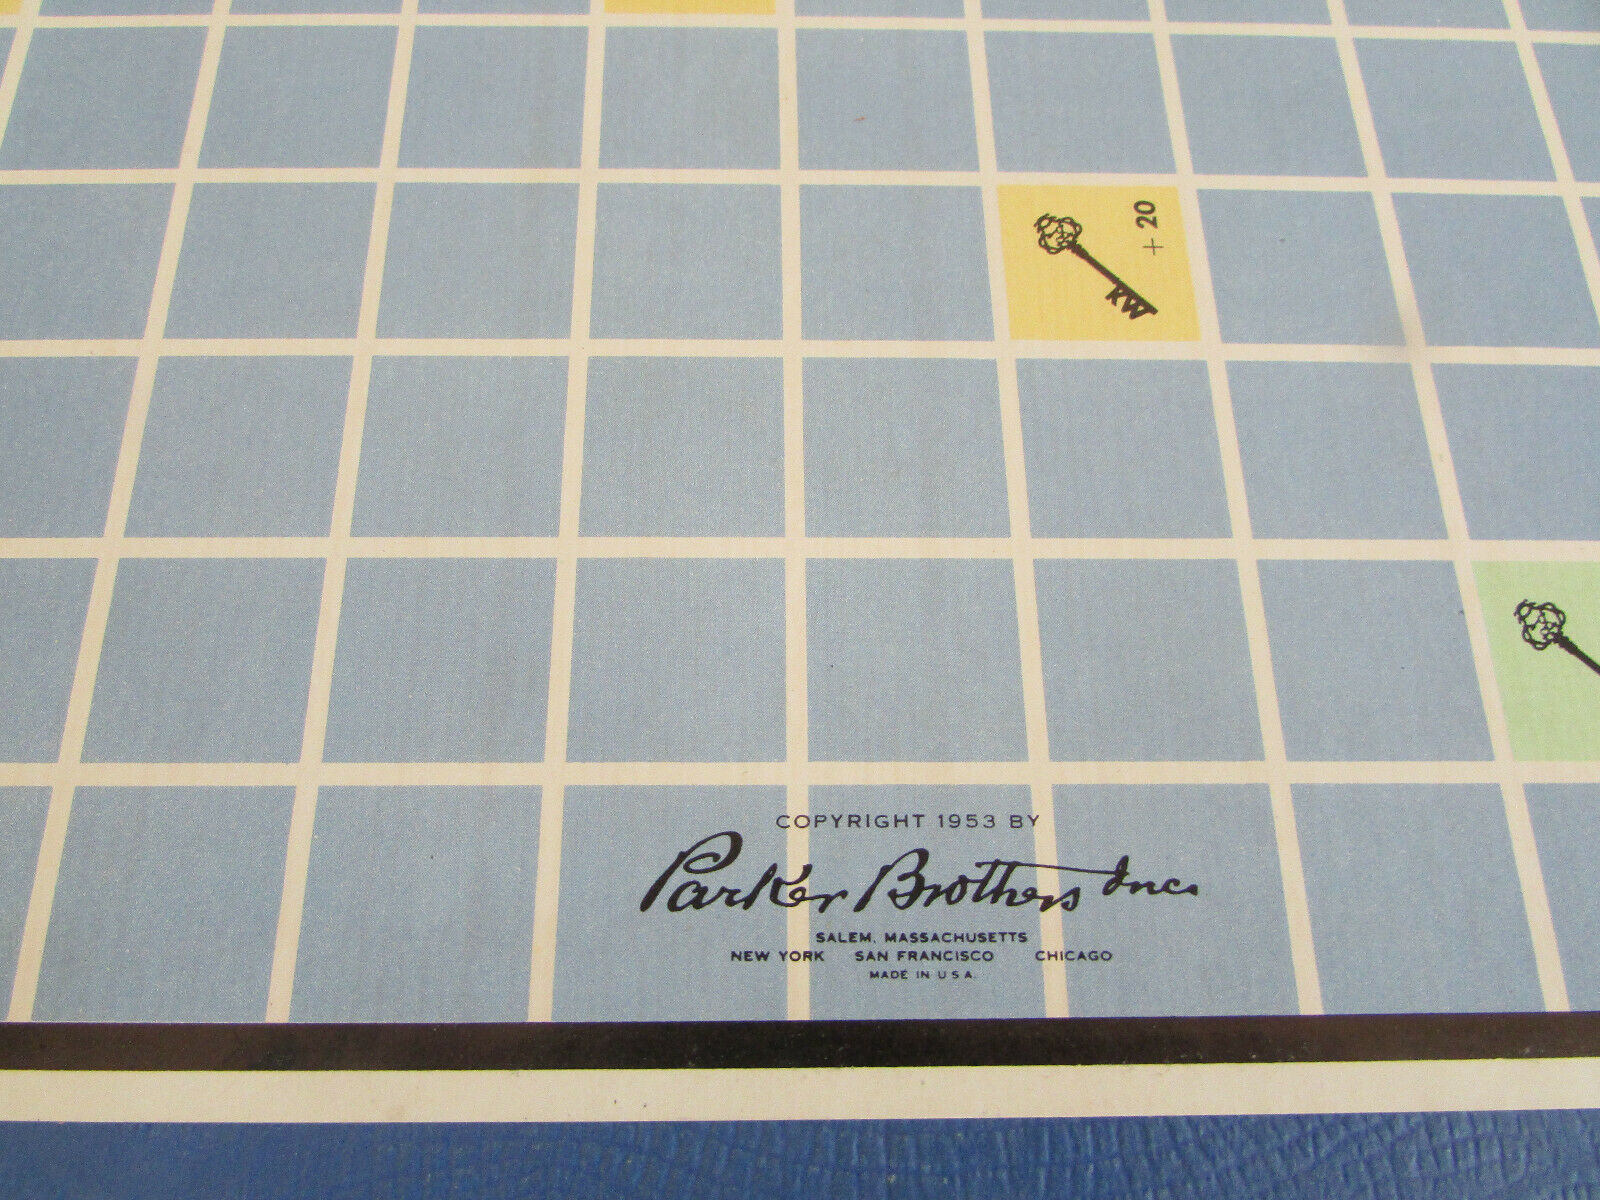 + 20
KW
COPYRIGHT 1953 BY
Parker Brothers Inc.
SALEM, MASSACHUSETTS
NEW YORK SAN FRANCISCO CHICAGO
MADE IN U.S.A.